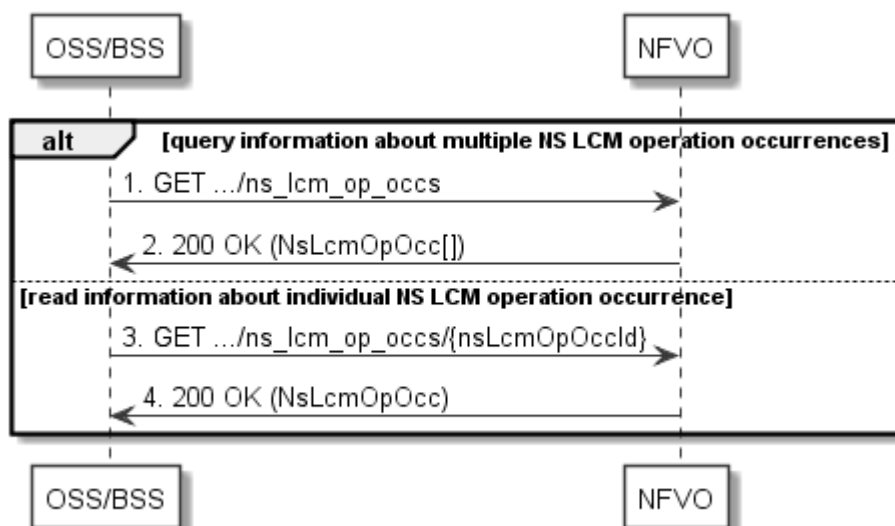 OSS/BSS
NFVO
alt
[query information about multiple NS LCM operation occurrences]
1. GET .../ns_lcm_op_occs
2. 200 OK (NsLcmOpOcc[])
[read information about individual NS LCM operation occurrence]
3. GET .../ns_lcm_op_occs/{nsLcmOpOccId}
4. 200 OK (NsLcmOpOcc)
OSS/BSS
NFVO